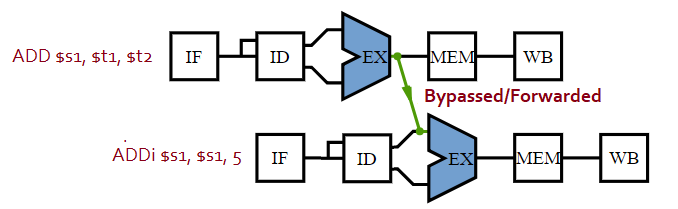 ADD $s1, $t1, $t2 IF ID EX MEM WB
Bypassed/Forwarded
ADDi $s1, $s1, 5 IF ID EX MEM WB